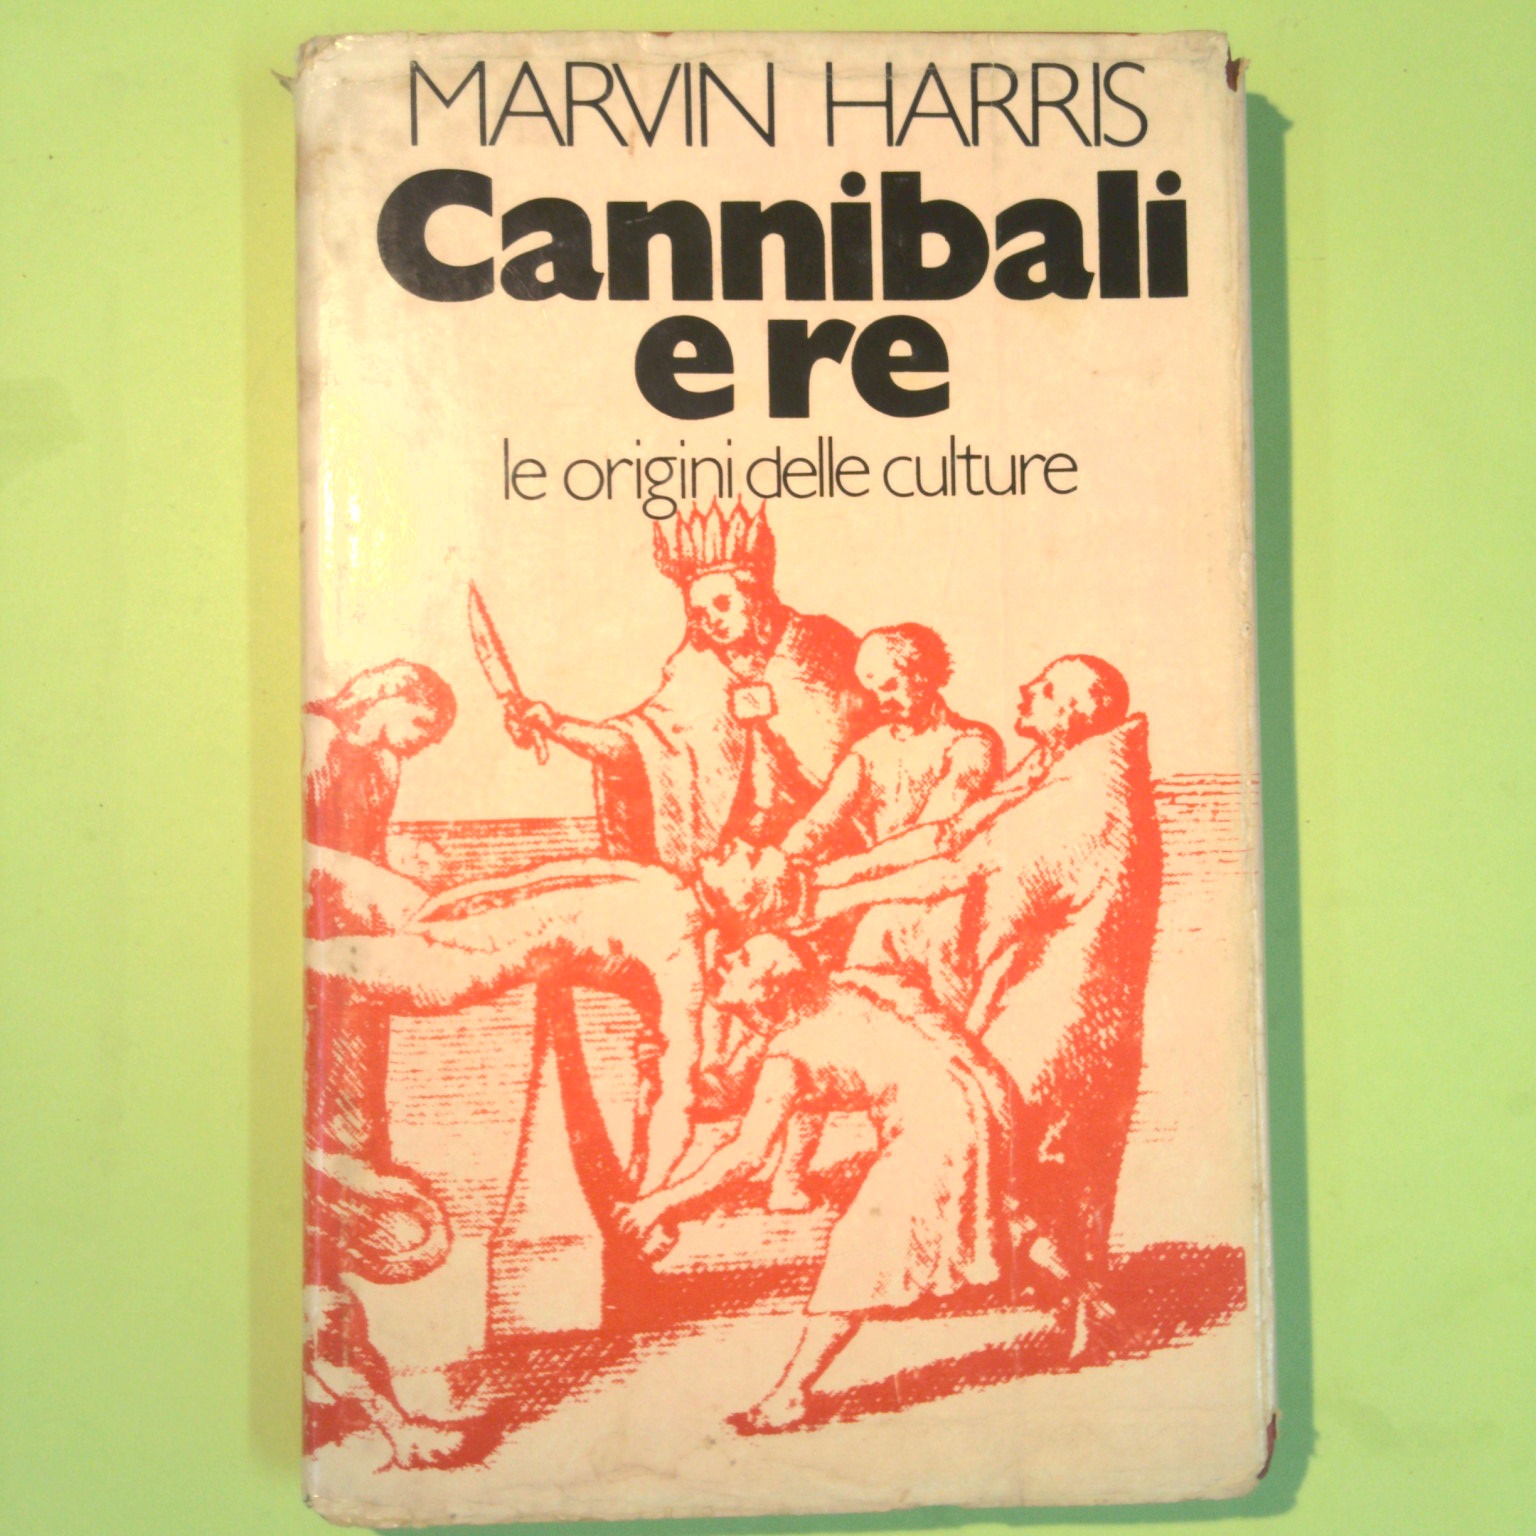 MARVIN HARRIS
Cannibali
e re
le origini delle culture